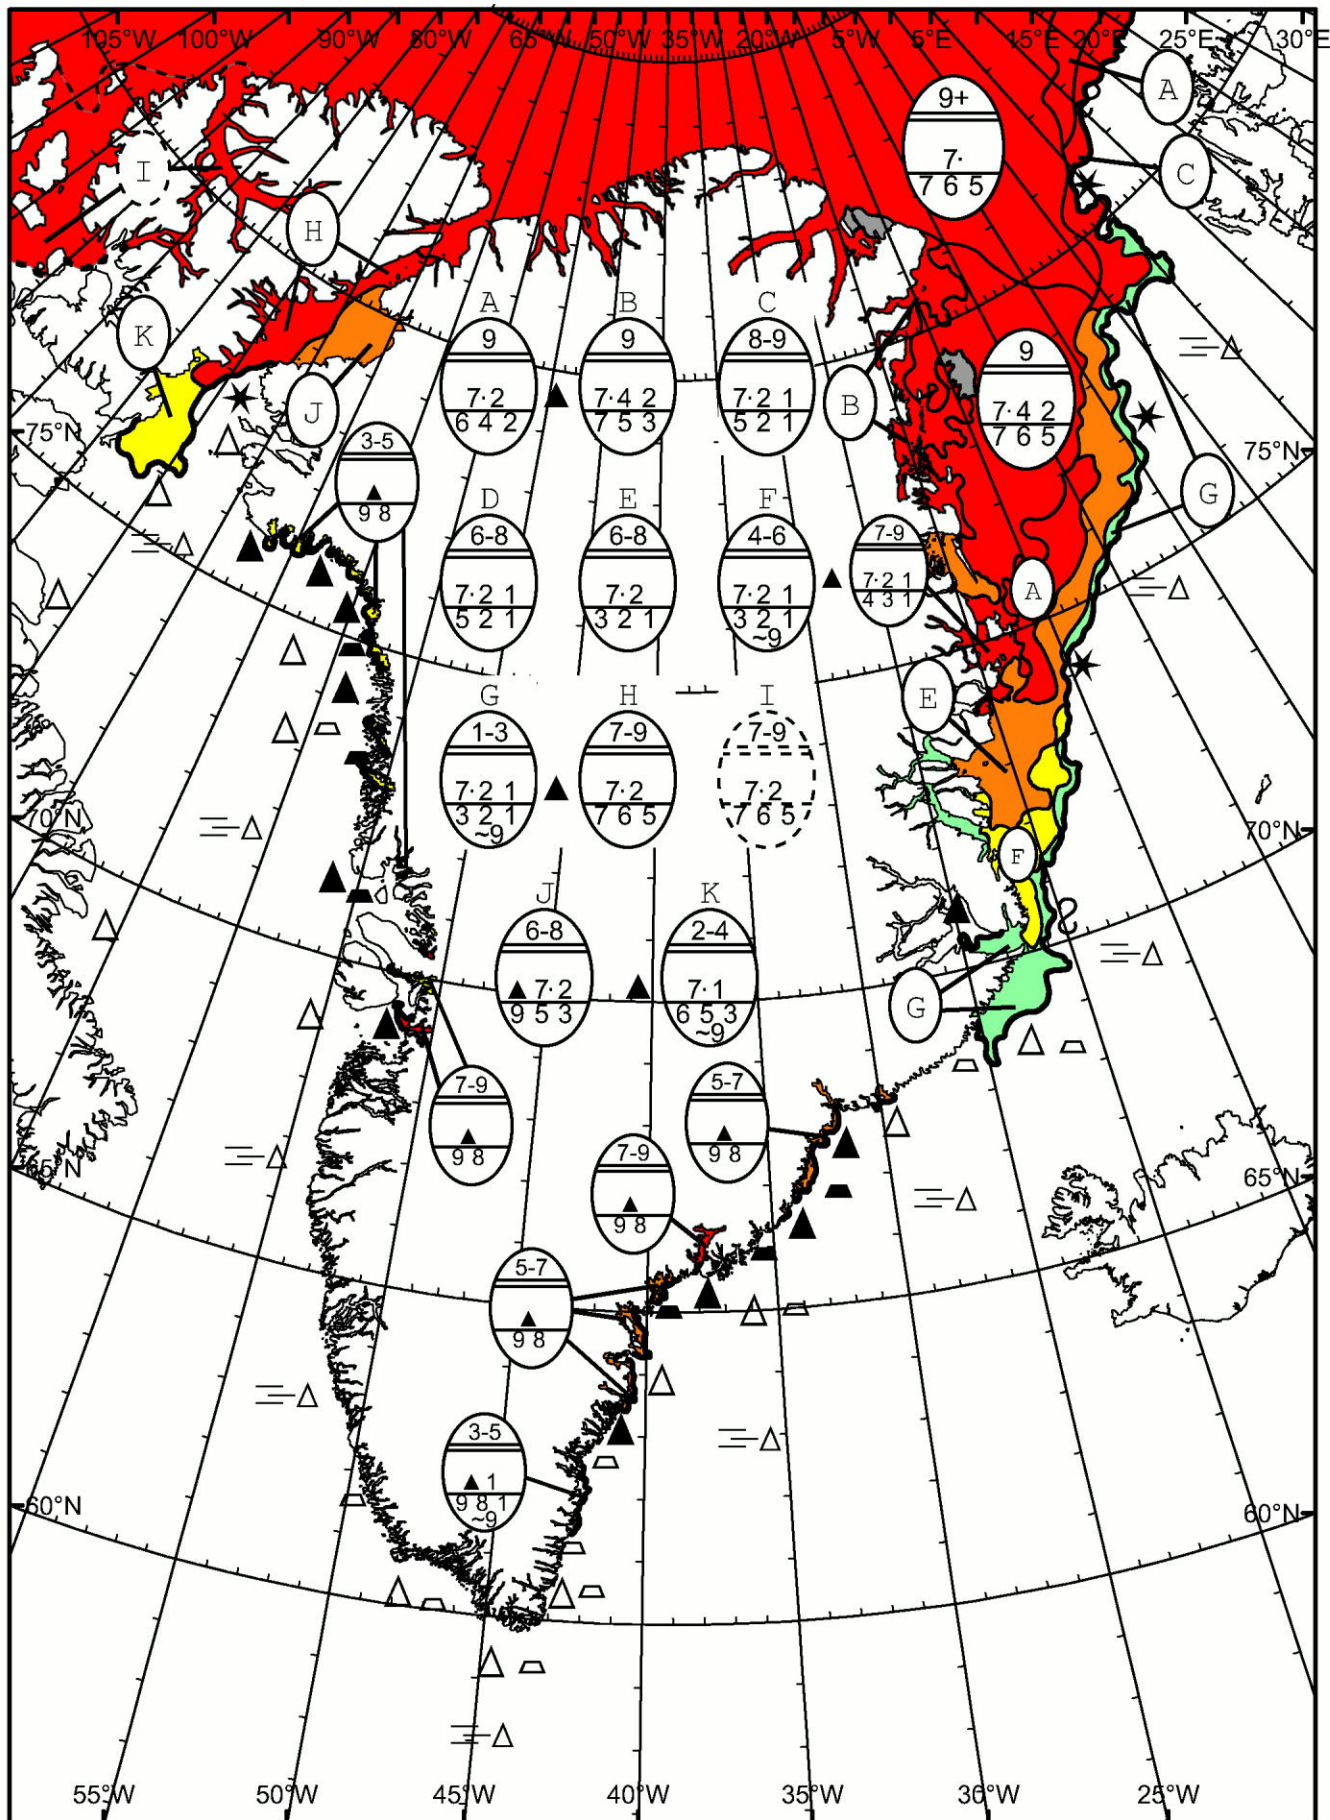 105°W 100°W 90°W 80°W 65°W 50°W 35°W 20°W 5°W 5°E 15°E 20°E 25°E 30°E
A
9+
7·
7 6 5
C
I
H
K
A B C
9 9 8-9
7·2 7·4 2 7·2 1
6 4 2 7 5 3 5 2 1
9
7·4 2
7 6 5
B
J
75°N 75°N
3-5
▲
9 8
G
D E F
6-8 6-8 4-6
7·2 1 7·2 7·2 1
5 2 1 3 2 1 3 2 1
~9
7-9
7·2 1
4 3 1
A
E
G H I
1-3 7-9 7-9
7·2 1 7·2 7·2
3 2 1 7 6 5 7 6 5
~9
70°N 70°N
F
J K
6-8 2-4
▲ 7·2 7·1
9 5 3 6 5 3
~9
G
7-9
▲
9 8
5-7
▲
9 8
7-9
▲
9 8
65°N 65°N
5-7
▲
9 8
3-5
▲ 1
9 8 1
~9
60°N 60°N
55°W 50°W 45°W 40°W 35°W 30°W 25°W